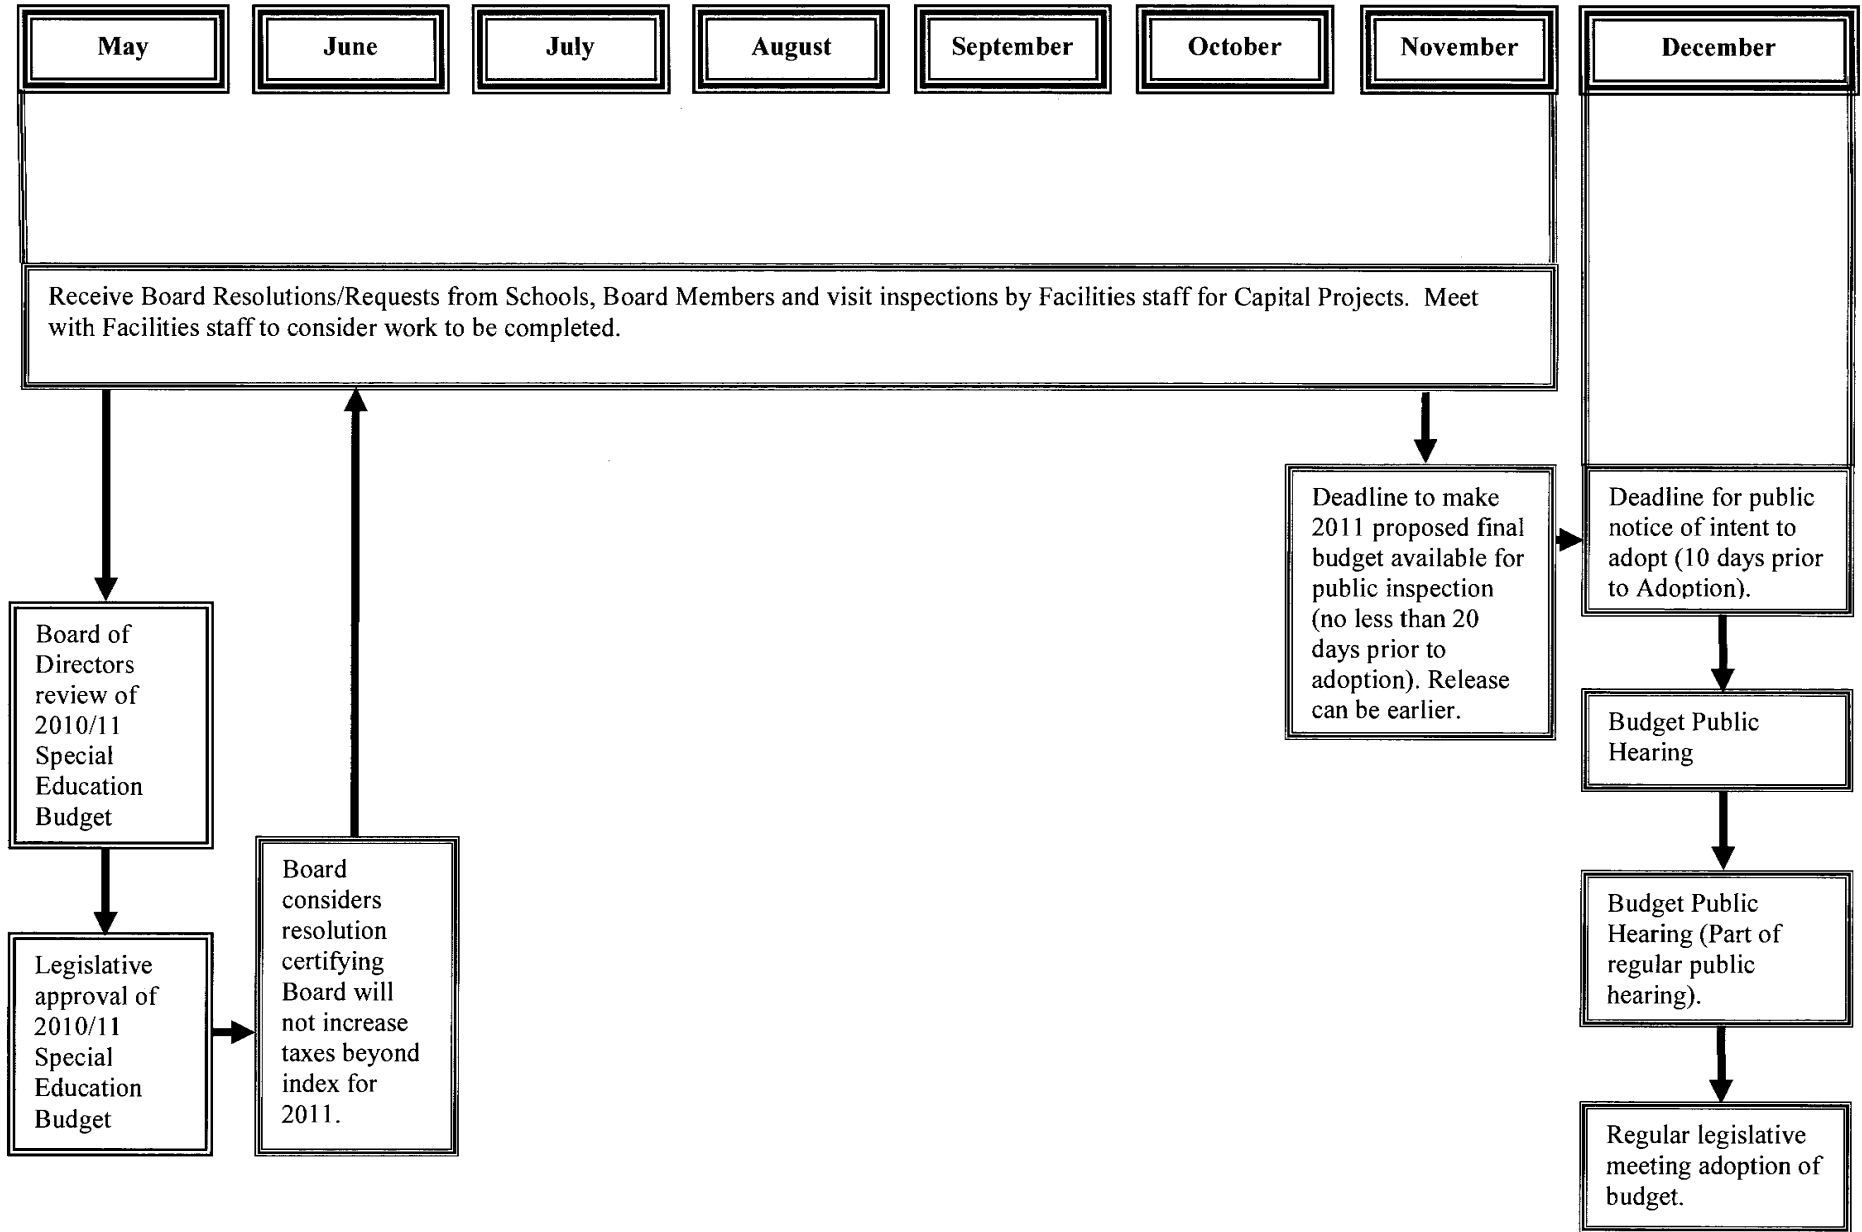 May
June
July
August
September
October
November
December
Receive Board Resolutions/Requests from Schools, Board Members and visit inspections by Facilities staff for Capital Projects.  Meet
with Facilities staff to consider work to be completed.
Board of
Directors
review of
2010/11
Special
Education
Budget
Legislative
approval of
2010/11
Special
Education
Budget
Board
considers
resolution
certifying
Board will
not increase
taxes beyond
index for
2011.
Deadline to make
2011 proposed final
budget available for
public inspection
(no less than 20
days prior to
adoption). Release
can be earlier.
Deadline for public
notice of intent to
adopt (10 days prior
to Adoption).
Budget Public
Hearing
Budget Public
Hearing (Part of
regular public
hearing).
Regular legislative
meeting adoption of
budget.